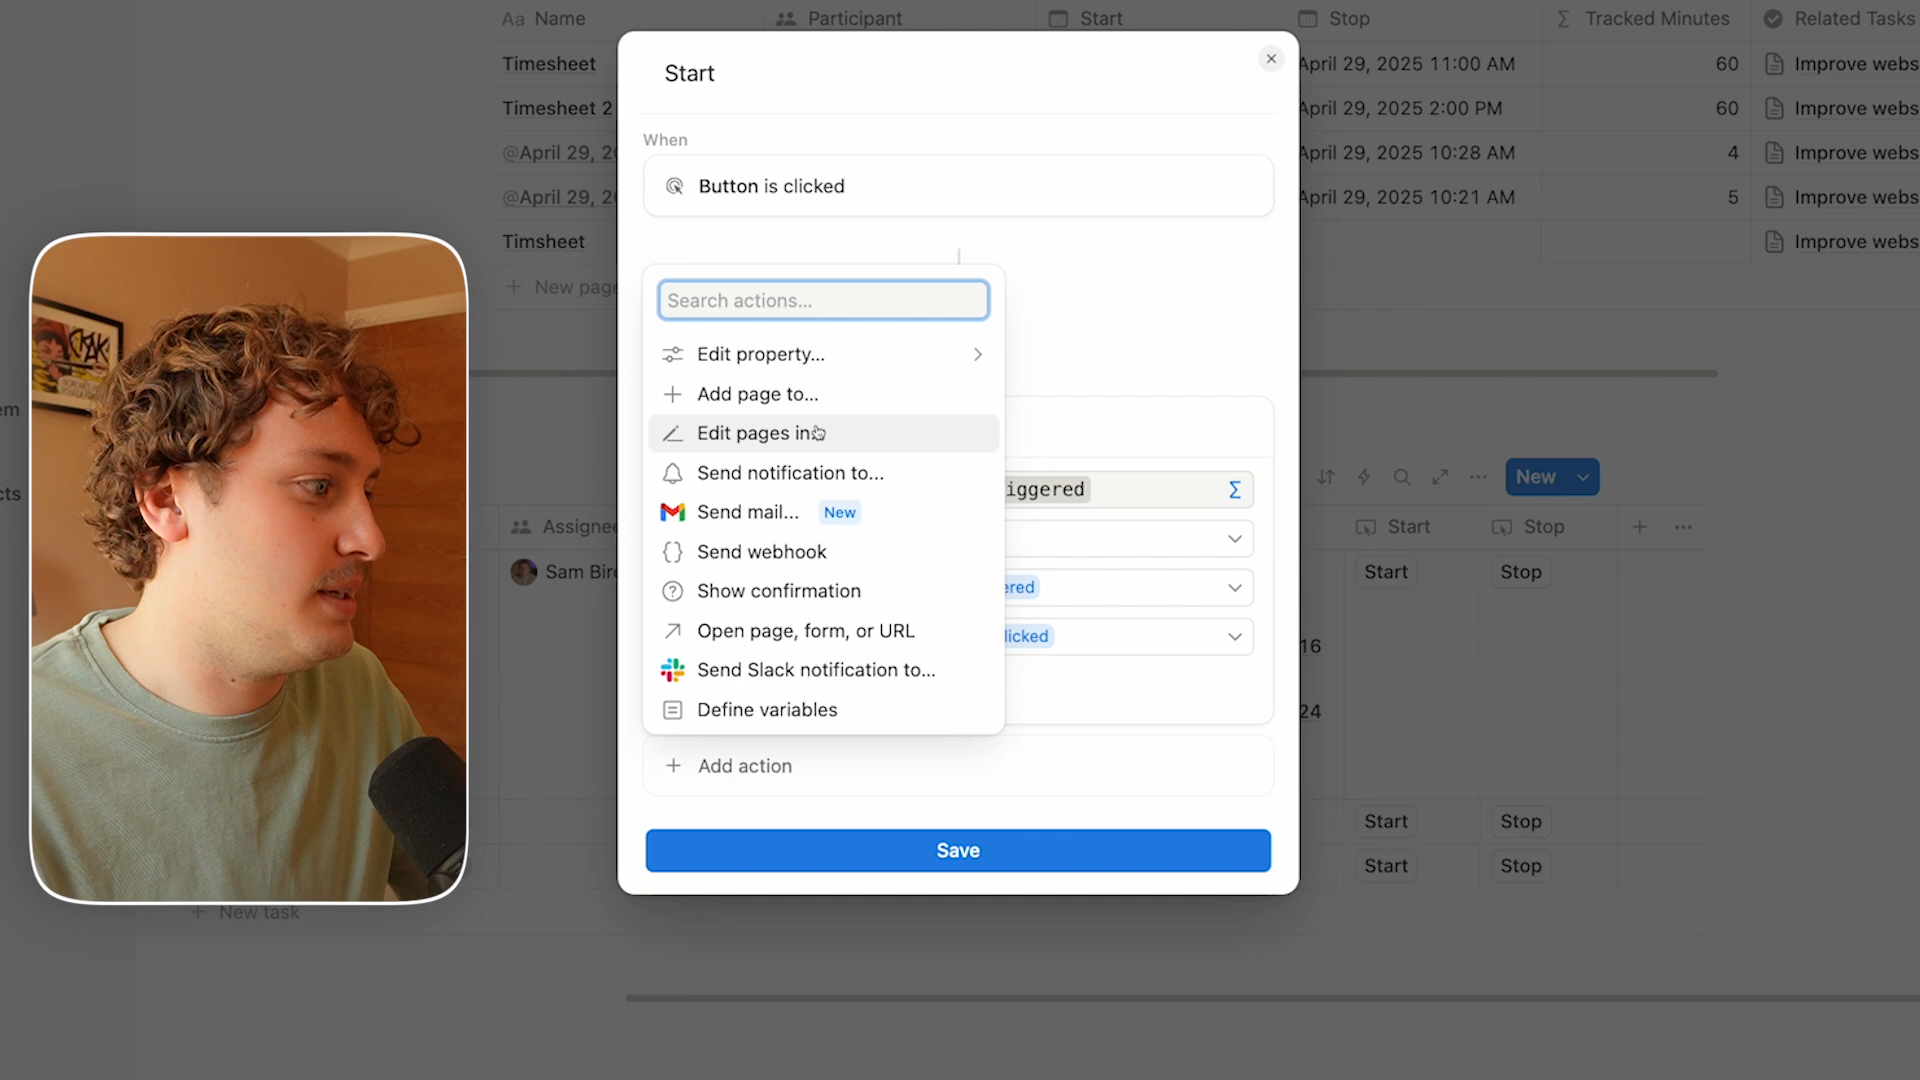 Name
Participant
Start
Stop
Tracked Minutes
Related Tasks
Timesheet
April 29, 2025 11:00 AM
60
Improve webs
Timesheet 2
April 29, 2025 2:00 PM
60
Improve webs
@April 29, 2
April 29, 2025 10:28 AM
4
Improve webs
@April 29, 2
April 29, 2025 10:21 AM
5
Improve webs
Timsheet
Improve webs
New page
Start
When
Button is clicked
Search actions...
Edit property...
Add page to...
Edit pages in
Send notification to...
Send mail...
New
Send webhook
Show confirmation
Open page, form, or URL
Send Slack notification to...
Define variables
iggered
ered
licked
Add action
Save
New
Assignee
Start
Stop
Sam Bir
Start
Stop
16
24
Start
Stop
Start
Stop
New task
em
cts